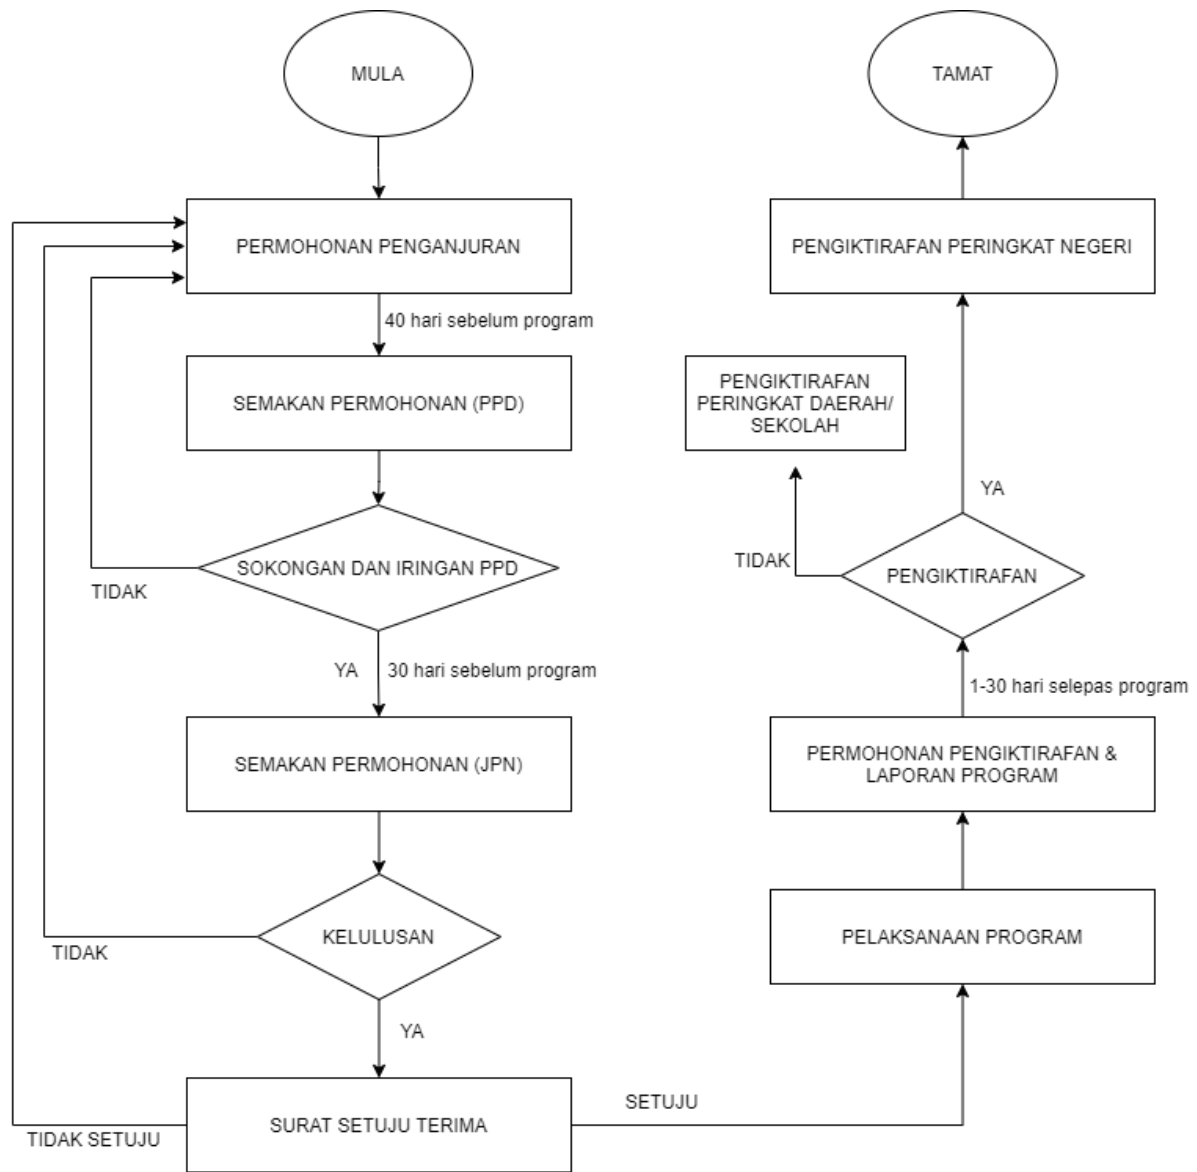 MULA
PERMOHONAN PENGANJURAN
40 hari sebelum program
SEMAKAN PERMOHONAN (PPD)
SOKONGAN DAN IRINGAN PPD
TIDAK
YA
30 hari sebelum program
SEMAKAN PERMOHONAN (JPN)
KELULUSAN
TIDAK
YA
SURAT SETUJU TERIMA
TIDAK SETUJU
SETUJU
PELAKSANAAN PROGRAM
PERMOHONAN PENGIKTIRAFAN &
LAPORAN PROGRAM
1-30 hari selepas program
PENGIKTIRAFAN
TIDAK
PENGIKTIRAFAN
PERINGKAT DAERAH/
SEKOLAH
YA
PENGIKTIRAFAN PERINGKAT NEGERI
TAMAT